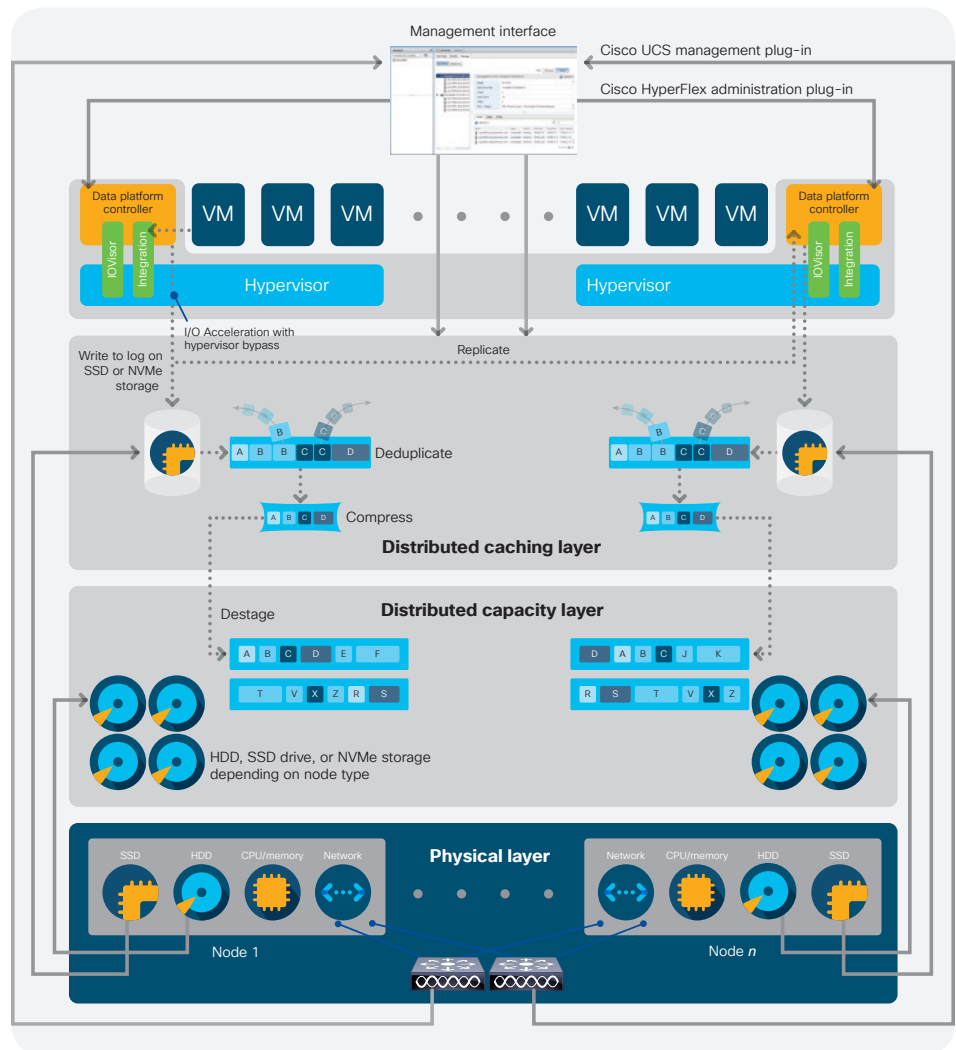 Management interface
Cisco UCS management plug-in
Cisco HyperFlex administration plug-in
Data platform
controller
VM
VM
VM
VM
VM
VM
Data platform
controller
IOVisor
Integration
IOVisor
Integration
Hypervisor
Hypervisor
I/O Acceleration with
hypervisor bypass
Replicate
Write to log on
SSD or NVMe
storage
B
C
B
C
A B B C C D
Deduplicate
A B B C C D
A B C D
Compress
A B C D
Distributed caching layer
Distributed capacity layer
Destage
A B C D E F
D A B C J K
T V X Z R S
R S T V X Z
HDD, SSD drive, or NVMe storage
depending on node type
Physical layer
SSD
HDD
CPU/memory
Network
Network
CPU/memory
HDD
SSD
Node 1
Node n